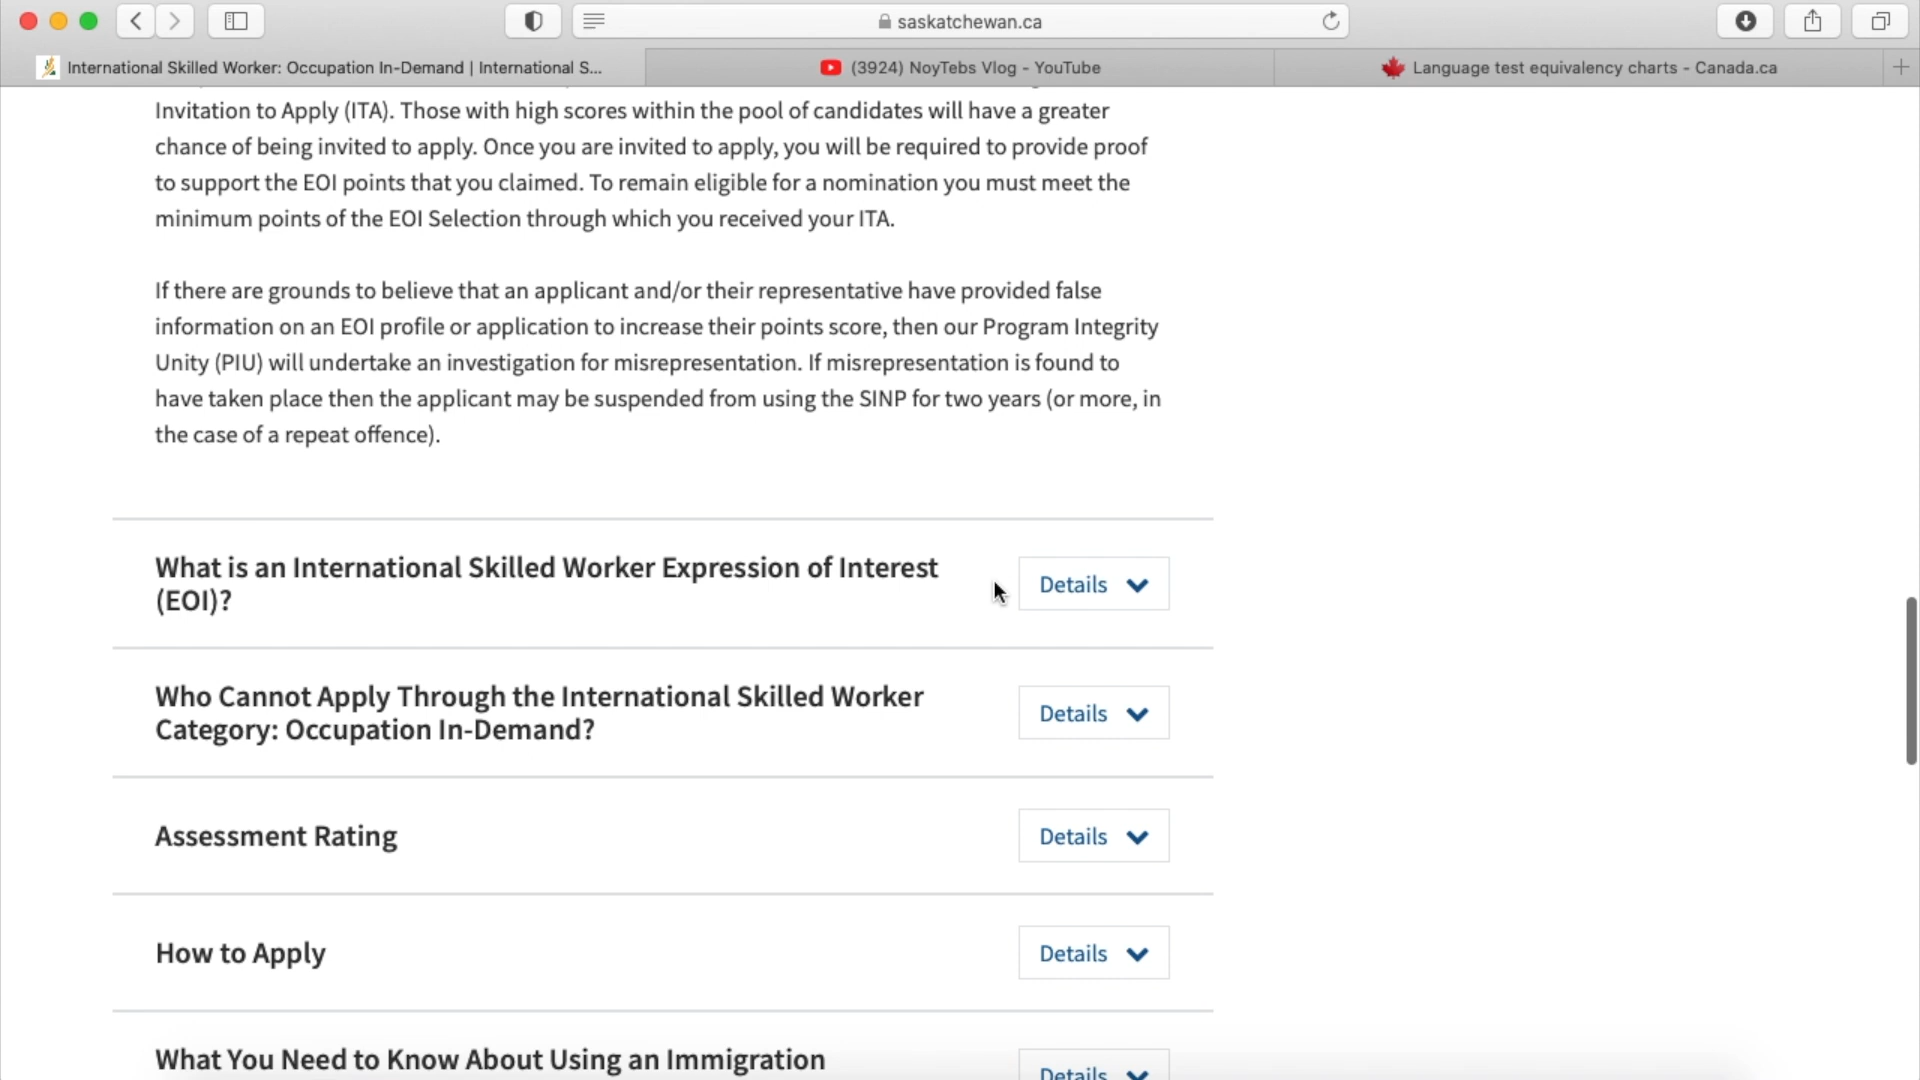 saskatchewan.ca
International Skilled Worker: Occupation In-Demand | International S...
(3924) NoyTebs Vlog - YouTube
Language test equivalency charts - Canada.ca
Invitation to Apply (ITA). Those with high scores within the pool of candidates will have a greater
chance of being invited to apply. Once you are invited to apply, you will be required to provide proof
to support the EOI points that you claimed. To remain eligible for a nomination you must meet the
minimum points of the EOI Selection through which you received your ITA.
If there are grounds to believe that an applicant and/or their representative have provided false
information on an EOI profile or application to increase their points score, then our Program Integrity
Unity (PIU) will undertake an investigation for misrepresentation. If misrepresentation is found to
have taken place then the applicant may be suspended from using the SINP for two years (or more, in
the case of a repeat offence).
What is an International Skilled Worker Expression of Interest
(EOI)?
Details
Who Cannot Apply Through the International Skilled Worker
Category: Occupation In-Demand?
Details
Assessment Rating
Details
How to Apply
Details
What You Need to Know About Using an Immigration
Details